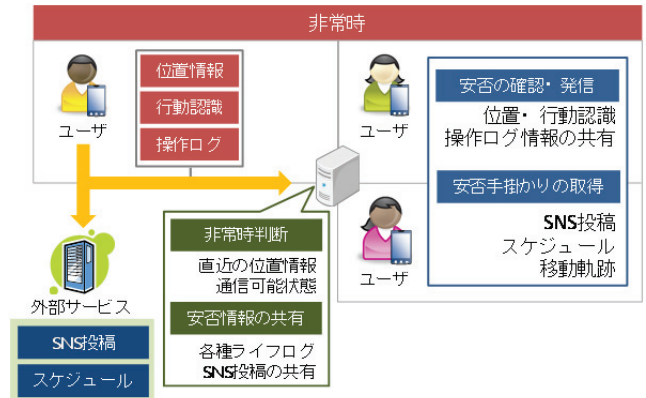 非常時
ユーザ
位置情報
行動認識
操作ログ
ユーザ
安否の確認・発信
位置・行動認識
操作ログ情報の共有
安否手掛かりの取得
SNS投稿
スケジュール
移動軌跡
ユーザ
非常時判断
直近の位置情報
通信可能状態
安否情報の共有
各種ライフログ
SNS投稿の共有
外部サービス
SNS投稿
スケジュール